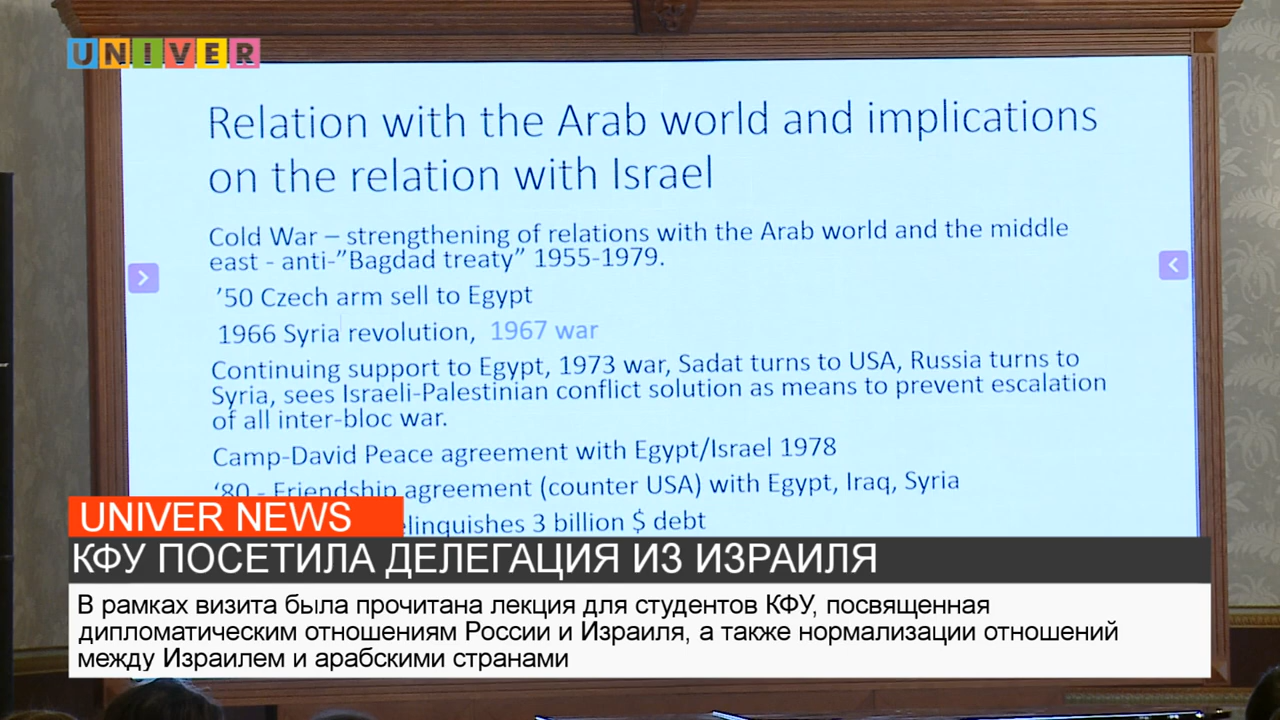 UNIVER
Relation with the Arab world and implications
on the relation with Israel
Cold War – strengthening of relations with the Arab world and the middle
east - anti-”Bagdad treaty” 1955-1979.
’50 Czech arm sell to Egypt
1966 Syria revolution, 1967 war
Continuing support to Egypt, 1973 war, Sadat turns to USA, Russia turns to
Syria, sees Israeli-Palestinian conflict solution as means to prevent escalation
of all inter-bloc war.
Camp-David Peace agreement with Egypt/Israel 1978
‘80 - Friendship agreement (counter USA) with Egypt, Iraq, Syria
elinquishes 3 billion $ debt
UNIVER NEWS
КФУ ПОСЕТИЛА ДЕЛЕГАЦИЯ ИЗ ИЗРАИЛЯ
В рамках визита была прочитана лекция для студентов КФУ, посвященная
дипломатическим отношениям России и Израиля, а также нормализации отношений
между Израилем и арабскими странами